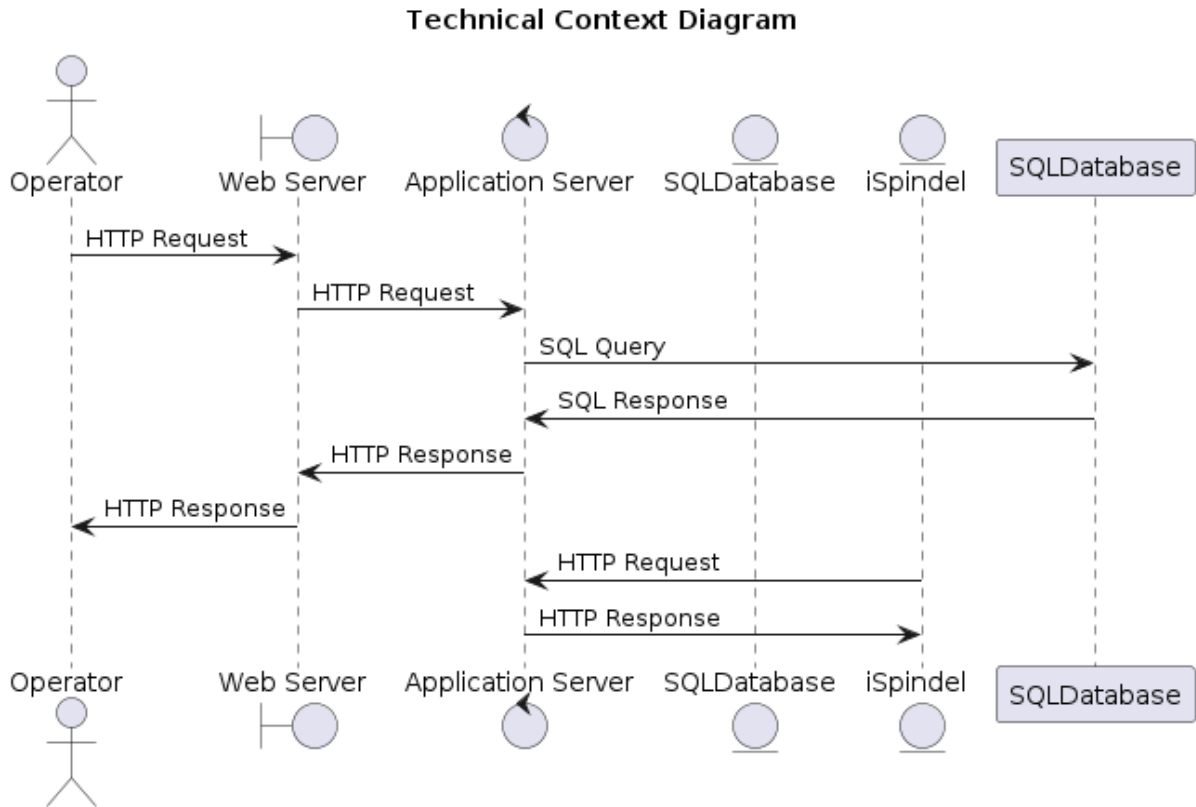 Technical Context Diagram
Operator
Web Server
Application Server
SQLDatabase
iSpindel
SQLDatabase
HTTP Request
HTTP Request
SQL Query
SQL Response
HTTP Response
HTTP Response
HTTP Request
HTTP Response
Operator
Web Server
Application Server
SQLDatabase
iSpindel
SQLDatabase